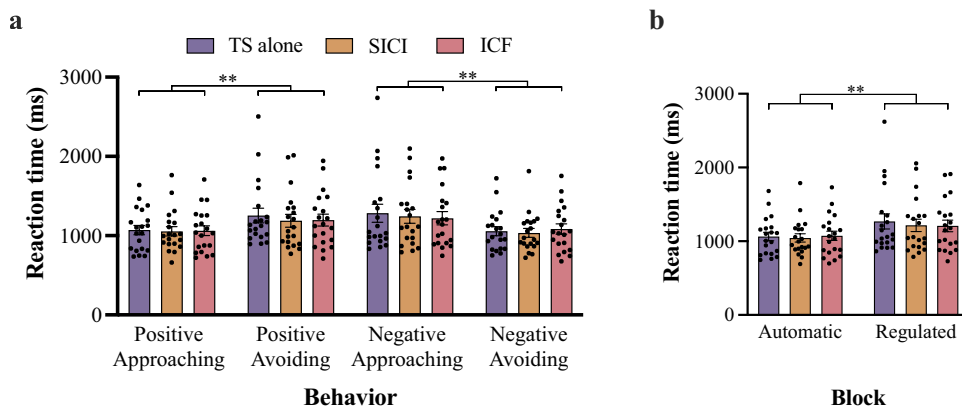 a
TS alone SICI ICF
Reaction time (ms)
3000
2000
1000
0
**
**
Positive Approaching
Positive Avoiding
Negative Approaching
Negative Avoiding
Behavior
b
Reaction time (ms)
3000
2000
1000
0
**
Automatic Regulated
Block